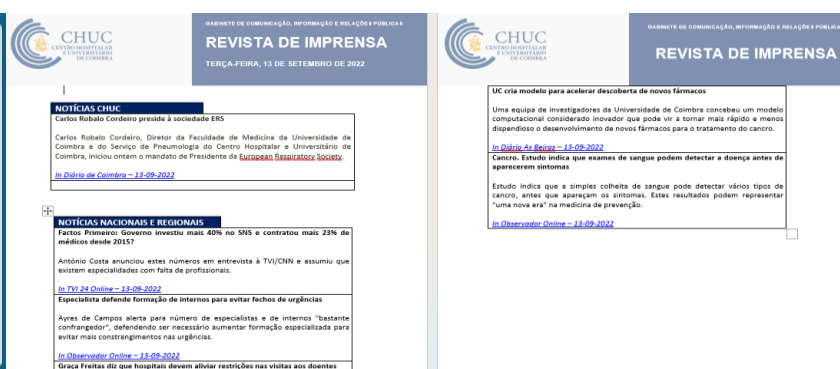 CHUC
CENTRO HOSPITALAR
E UNIVERSITÁRIO
DE COIMBRA
GABINETE DE COMUNICAÇÃO, INFORMAÇÃO E RELAÇÕES PÚBLICAS
REVISTA DE IMPRENSA
TERÇA-FEIRA, 13 DE SETEMBRO DE 2022
NOTÍCIAS CHUC
Carlos Robalo Cordeiro preside à sociedade ERS
Carlos Robalo Cordeiro, Diretor da Faculdade de Medicina da Universidade de
Coimbra e do Serviço de Pneumologia do Centro Hospitalar e Universitário de
Coimbra, iniciou ontem o mandato de Presidente da European Respiratory Society.
In Diário de Coimbra – 13-09-2022
NOTÍCIAS NACIONAIS E REGIONAIS
Factos Primeiro: Governo investiu mais 40% no SNS e contratou mais 23% de
médicos desde 2015?
António Costa anunciou estes números em entrevista à TVI/CNN e assumiu que
existem especialidades com falta de profissionais.
In TVI 24 Online – 13-09-2022
Especialista defende formação de internos para evitar fechos de urgências
Ayres de Campos alerta para número de especialistas e de internos "bastante
confrangedor", defendendo ser necessário aumentar formação especializada para
evitar mais constrangimentos nas urgências.
In Observador Online – 13-09-2022
Graça Freitas diz que hospitais devem aliviar restrições nas visitas aos doentes
CHUC
CENTRO HOSPITALAR
E UNIVERSITÁRIO
DE COIMBRA
GABINETE DE COMUNICAÇÃO, INFORMAÇÃO E RELAÇÕES PÚBLICA
REVISTA DE IMPRENSA
UC cria modelo para acelerar descoberta de novos fármacos
Uma equipa de investigadores da Universidade de Coimbra concebeu um modelo
computacional considerado inovador que pode vir a tornar mais rápido e menos
dispendioso o desenvolvimento de novos fármacos para o tratamento do cancro.
In Diário As Beiras – 13-09-2022
Cancro. Estudo indica que exames de sangue podem detectar a doença antes de
aparecerem sintomas
Estudo indica que a simples colheita de sangue pode detectar vários tipos de
cancro, antes que apareçam os sintomas. Estes resultados podem representar
"uma nova era" na medicina de prevenção.
In Observador Online – 13-09-2022